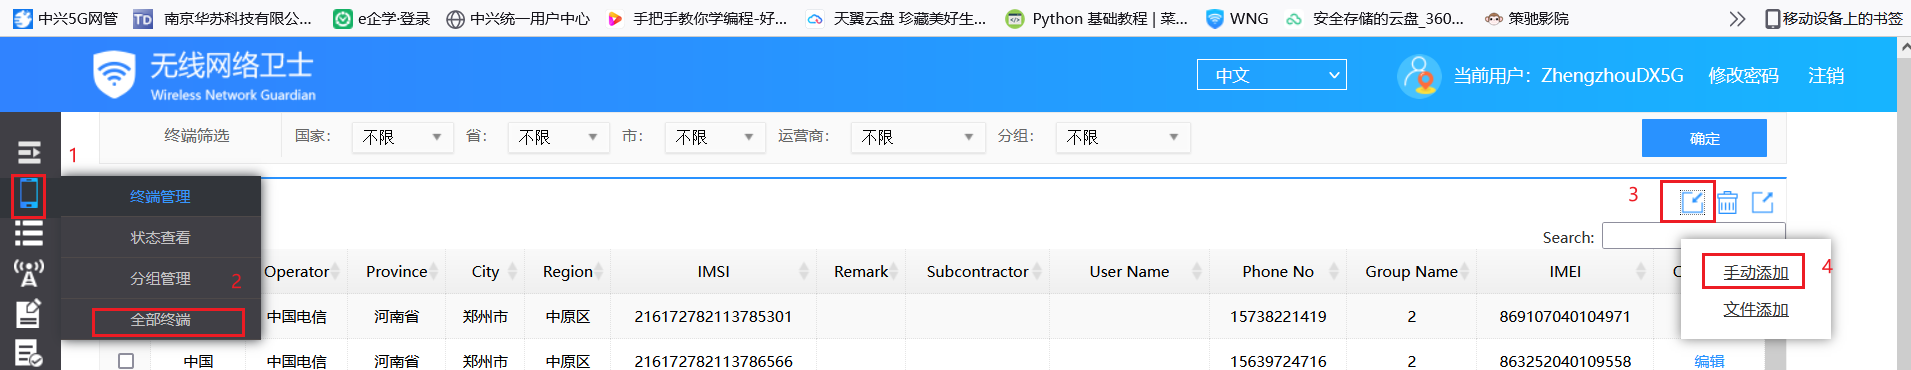 中兴5G网管 TD 南京华苏科技有限公... e企学·登录 中兴统一用户中心 手把手教你学编程-好... 天翼云盘 珍藏美好生... Python 基础教程 | 菜... WNG 安全存储的云盘_360... 策驰影院 移动设备上的书签
无线网络卫士
Wireless Network Guardian
中文 当前用户：ZhengzhouDX5G 修改密码 注销
1 终端筛选 国家： 不限 省： 不限 市： 不限 运营商： 不限 分组： 不限 确定
终端管理 3
状态查看 Search:
分组管理 2 Operator Province City Region IMSI Remark Subcontractor User Name Phone No Group Name IMEI 手动添加 4
文件添加
全部终端 中国电信 河南省 郑州市 中原区 216172782113785301 15738221419 2 869107040104971
中国 中国电信 河南省 郑州市 中原区 216172782113786566 15639724716 2 863252040109558 编辑